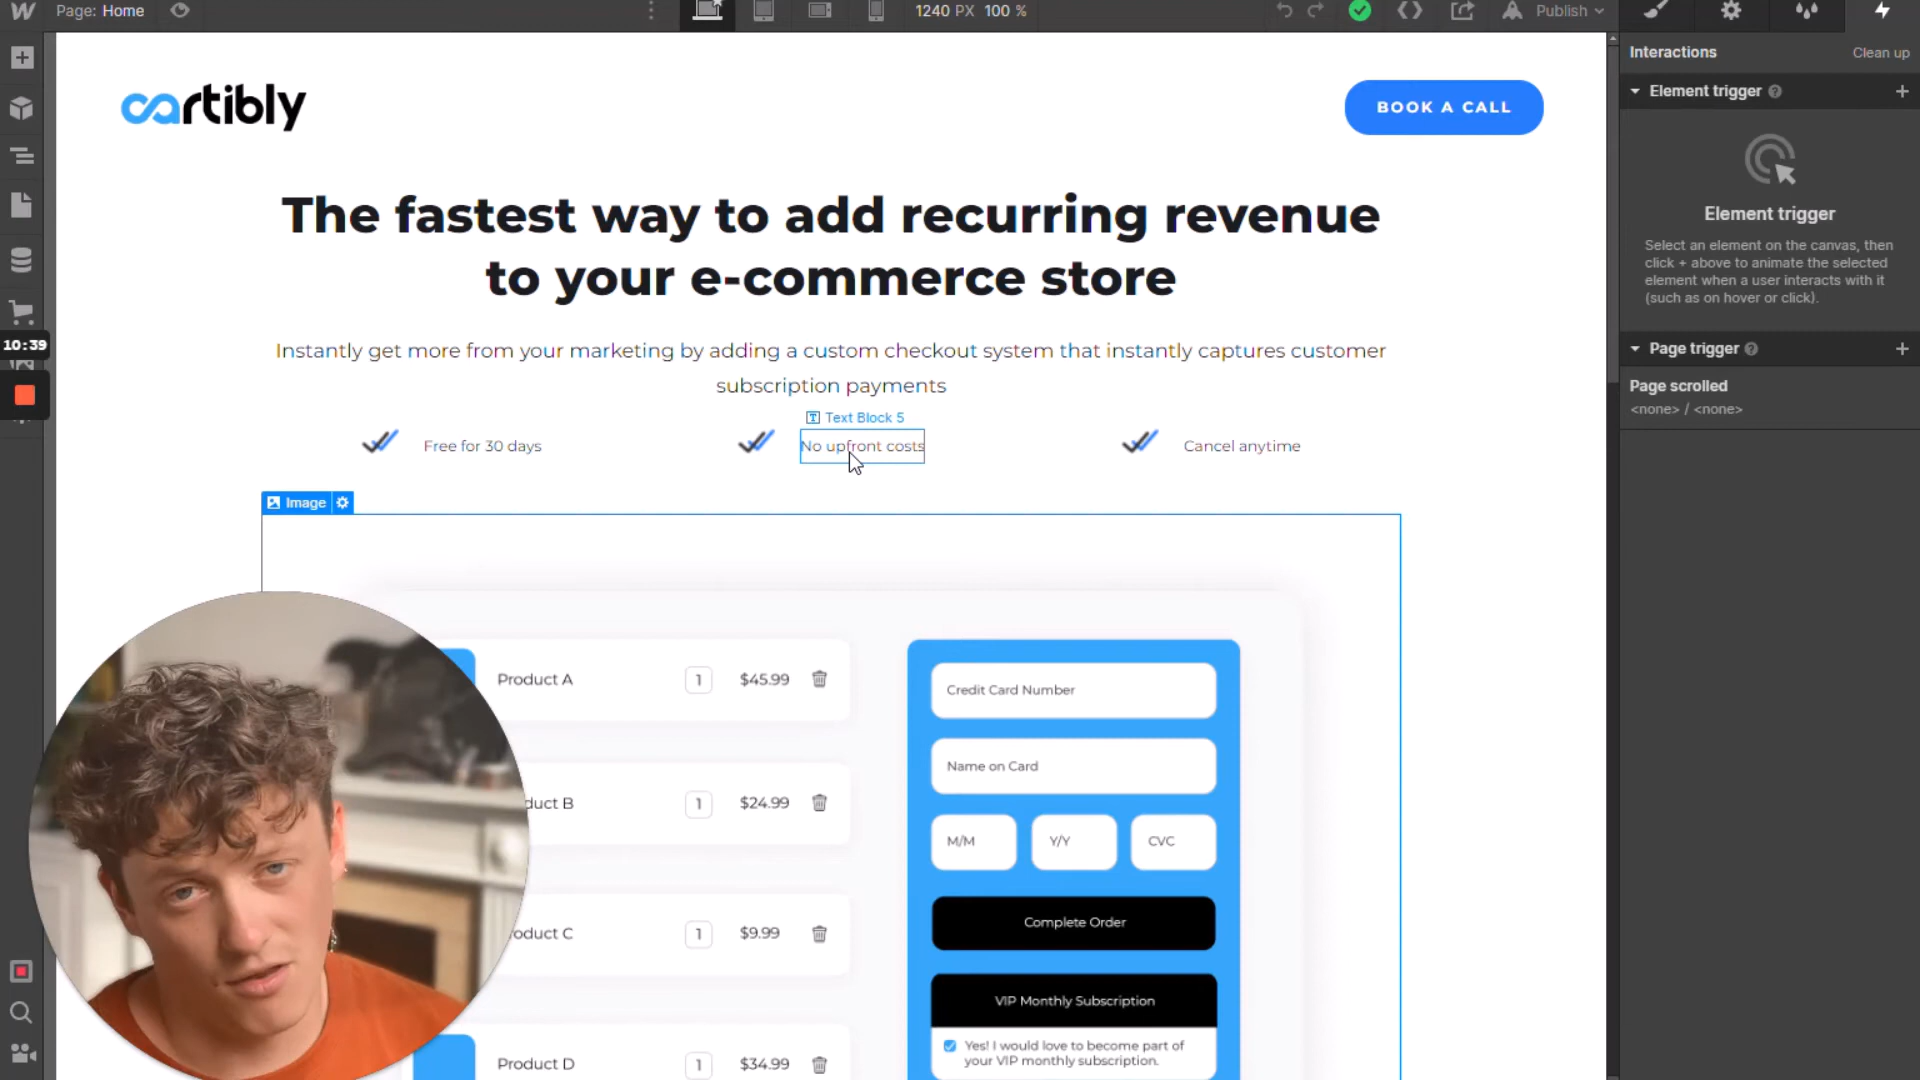 Page: Home
1240 PX 100 %
Publish
Interactions
Clean up
Element trigger
Element trigger
Select an element on the canvas, then
click + above to animate the selected
element when a user interacts with it
(such as on hover or click).
Page trigger
Page scrolled
<none> / <none>
10:39
cartibly
BOOK A CALL
The fastest way to add recurring revenue
to your e-commerce store
Instantly get more from your marketing by adding a custom checkout system that instantly captures customer
subscription payments
Text Block 5
Free for 30 days
No upfront costs
Cancel anytime
Image
Product A 1 $45.99
duct B 1 $24.99
oduct C 1 $9.99
Product D 1 $34.99
Credit Card Number
Name on Card
M/M
Y/Y
CVC
Complete Order
VIP Monthly Subscription
Yes! I would love to become part of
your VIP monthly subscription.